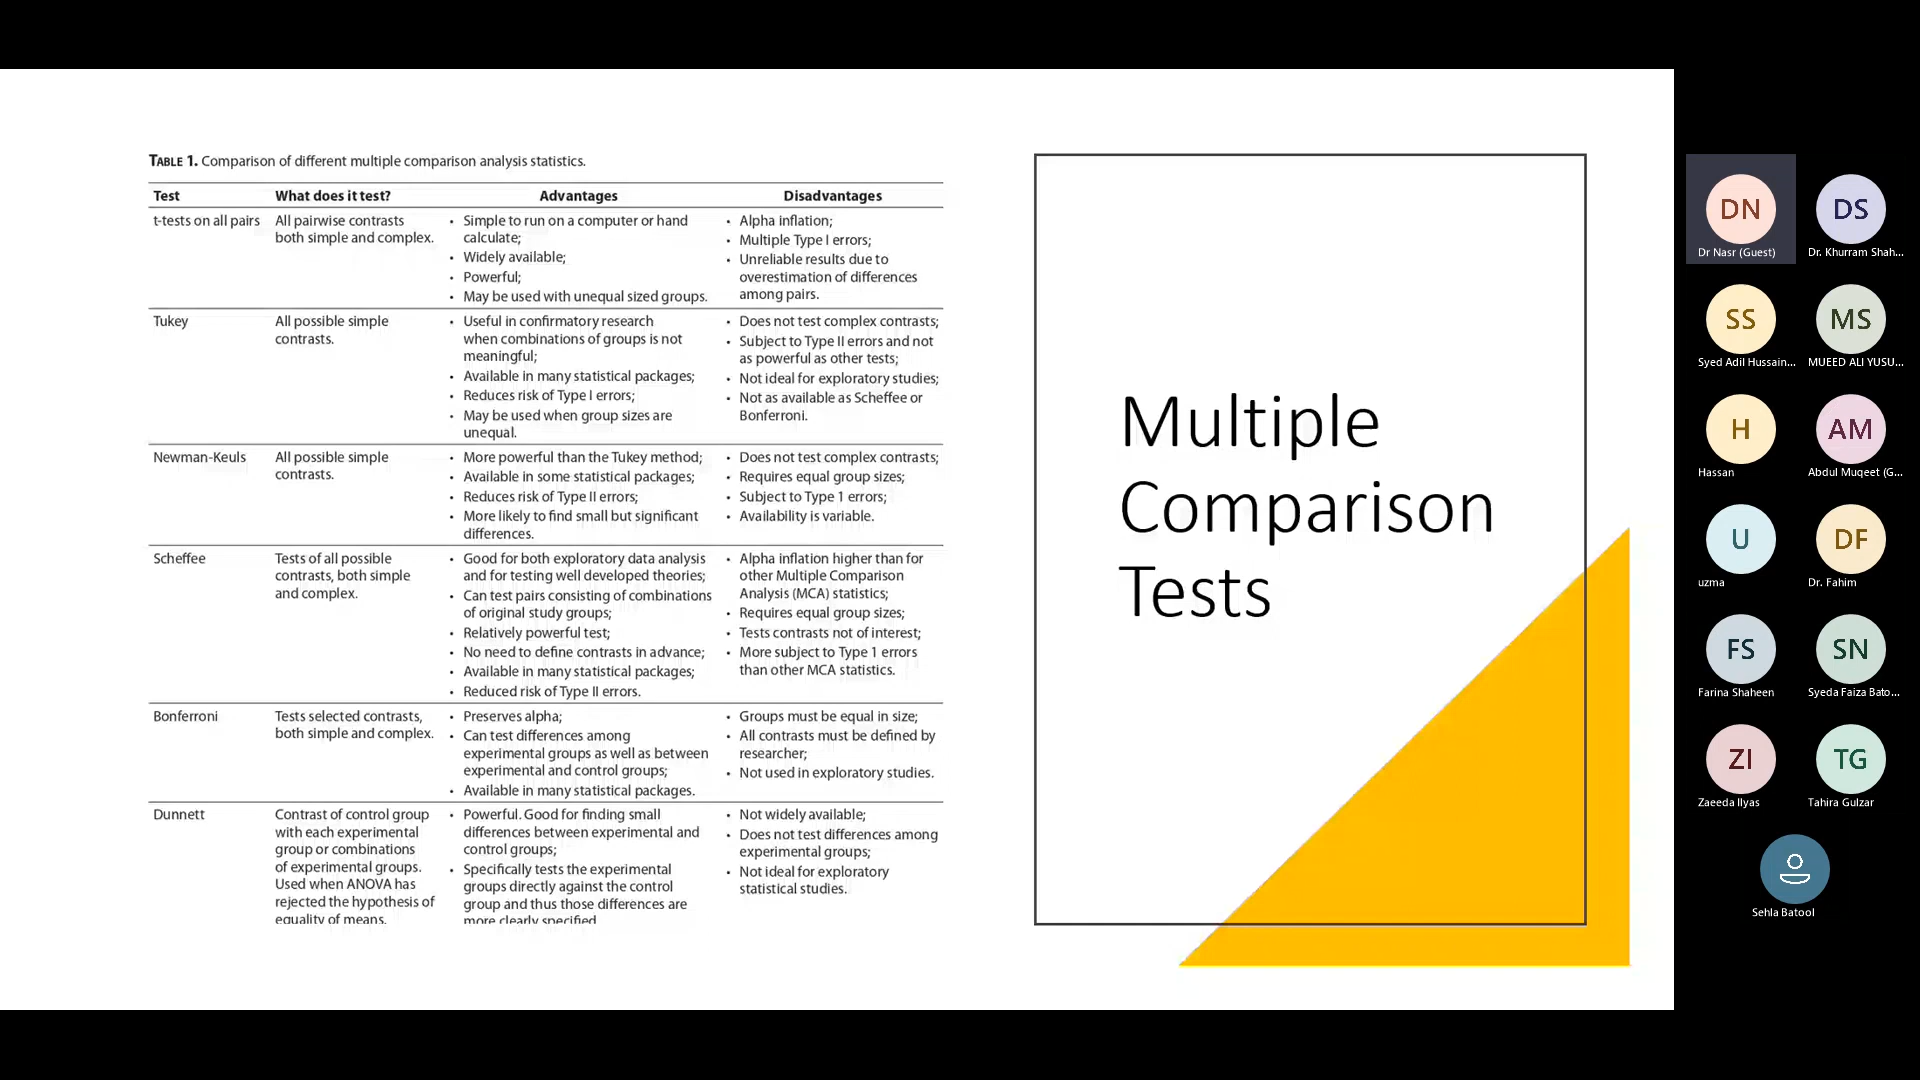 TABLE 1. Comparison of different multiple comparison analysis statistics.
Test What does it test? Advantages Disadvantages
t-tests on all pairs
All pairwise contrasts
both simple and complex.
• Simple to run on a computer or hand
calculate;
• Widely available;
• Powerful;
• May be used with unequal sized groups.
• Alpha inflation;
• Multiple Type I errors;
• Unreliable results due to
overestimation of differences
among pairs.
Tukey
All possible simple
contrasts.
• Useful in confirmatory research
when combinations of groups is not
meaningful;
• Available in many statistical packages;
• Reduces risk of Type I errors;
• May be used when group sizes are
unequal.
• Does not test complex contrasts;
• Subject to Type II errors and not
as powerful as other tests;
• Not ideal for exploratory studies;
• Not as available as Scheffee or
Bonferroni.
Newman-Keuls
All possible simple
contrasts.
• More powerful than the Tukey method;
• Available in some statistical packages;
• Reduces risk of Type II errors;
• More likely to find small but significant
differences.
• Does not test complex contrasts;
• Requires equal group sizes;
• Subject to Type 1 errors;
• Availability is variable.
Scheffee
Tests of all possible
contrasts, both simple
and complex.
• Good for both exploratory data analysis
and for testing well developed theories;
• Can test pairs consisting of combinations
of original study groups;
• Relatively powerful test;
• No need to define contrasts in advance;
• Available in many statistical packages;
• Reduced risk of Type II errors.
• Alpha inflation higher than for
other Multiple Comparison
Analysis (MCA) statistics;
• Requires equal group sizes;
• Tests contrasts not of interest;
• More subject to Type 1 errors
than other MCA statistics.
Bonferroni
Tests selected contrasts,
both simple and complex.
• Preserves alpha;
• Can test differences among
experimental groups as well as between
experimental and control groups;
• Available in many statistical packages.
• Groups must be equal in size;
• All contrasts must be defined by
researcher;
• Not used in exploratory studies.
Dunnett
Contrast of control group
with each experimental
group or combinations
of experimental groups.
Used when ANOVA has
rejected the hypothesis of
equality of means.
• Powerful. Good for finding small
differences between experimental and
control groups;
• Specifically tests the experimental
groups directly against the control
group and thus those differences are
more clearly specified
• Not widely available;
• Does not test differences among
experimental groups;
• Not ideal for exploratory
statistical studies.
Multiple
Comparison
Tests
DN
Dr Nasr (Guest)
DS
Dr. Khurram Shah...
SS
Syed Adil Hussain...
MS
MUEED ALI YUSU...
H
Hassan
AM
Abdul Muqeet (G...
U
uzma
DF
Dr. Fahim
FS
Farina Shaheen
SN
Syeda Faiza Bato...
ZI
Zaeeda Ilyas
TG
Tahira Gulzar
Sehla Batool